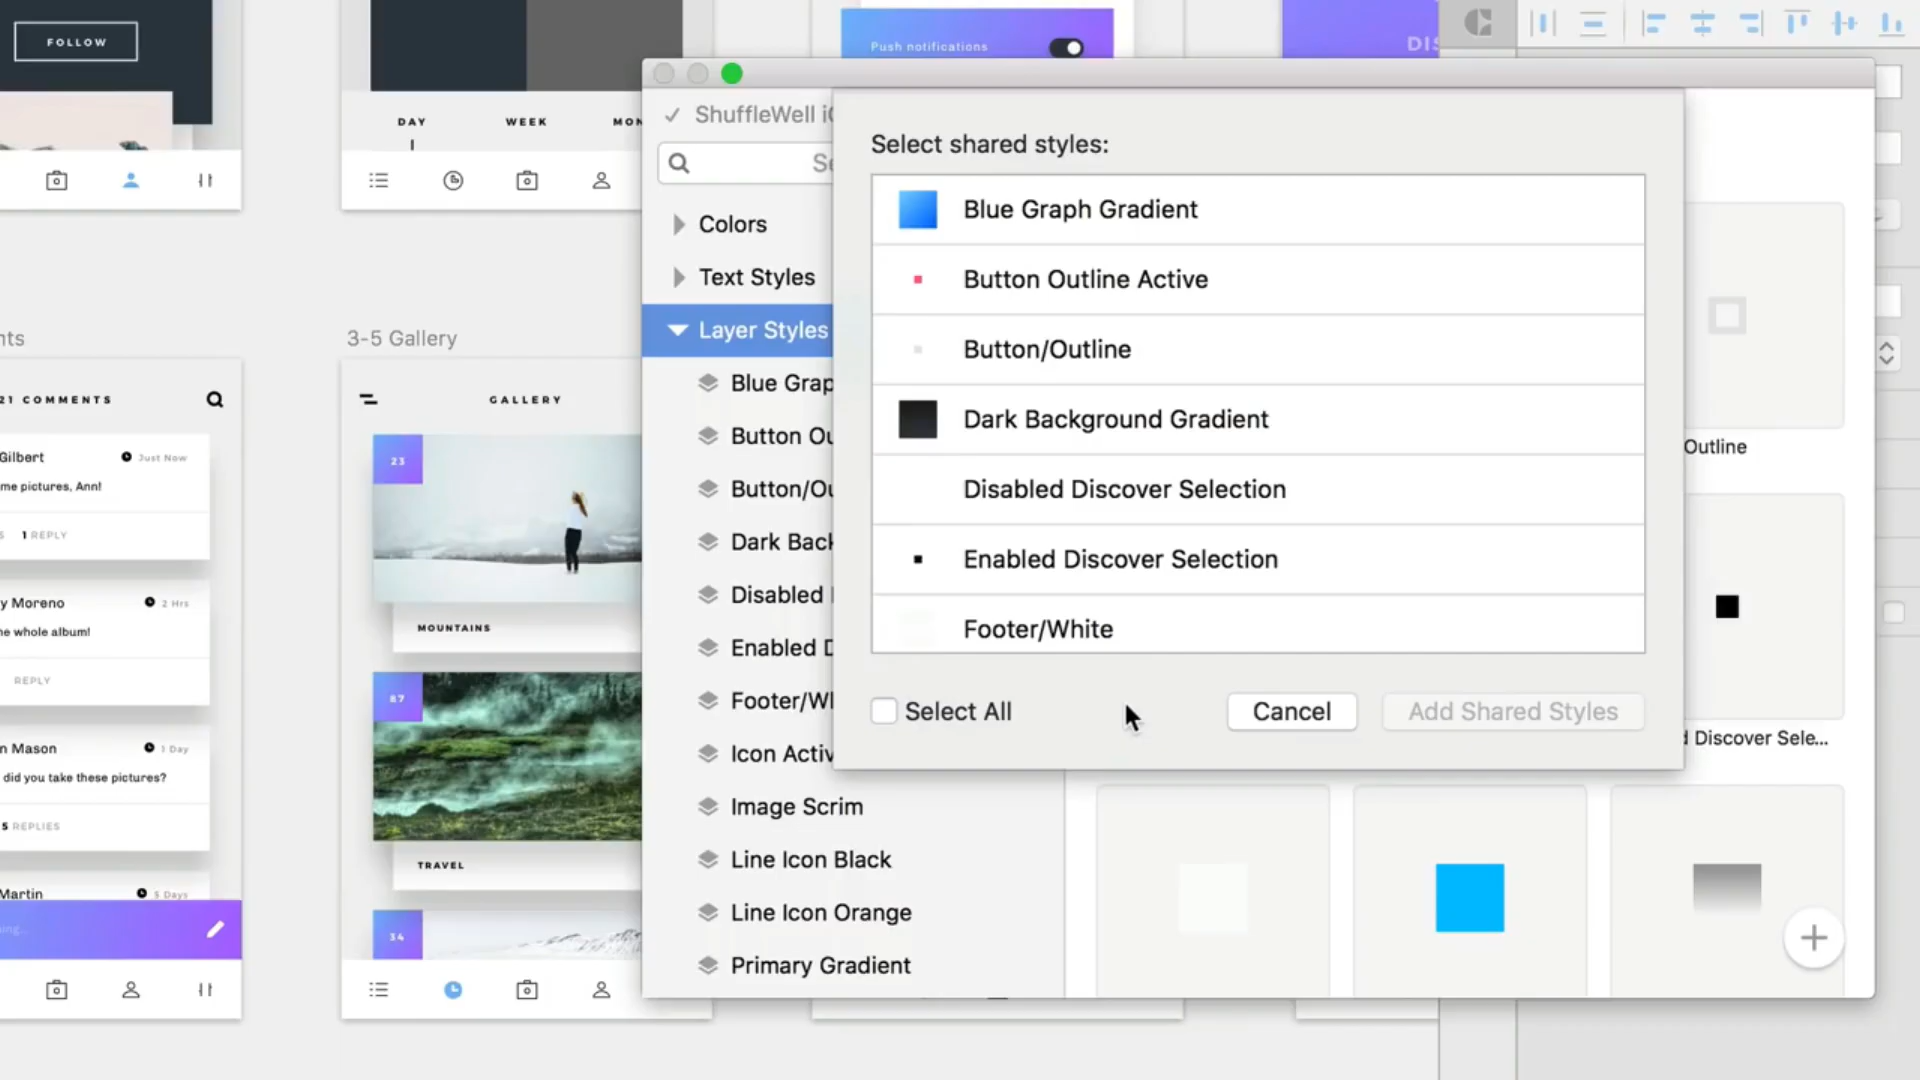 FOLLOW
Push notifications
DIS
DAY WEEK MON
ShuffleWell iO
Select shared styles:
Se
Colors
Text Styles
Layer Styles
Blue Grap
Button Ou
Button/Ou
Dark Back
Disabled
Enabled D
Footer/Wh
Icon Activ
Image Scrim
Line Icon Black
Line Icon Orange
Primary Gradient
Blue Graph Gradient
Button Outline Active
Button/Outline
Dark Background Gradient
Disabled Discover Selection
Enabled Discover Selection
Footer/White
Select All
Cancel
Add Shared Styles
Outline
d Discover Sele...
nts
3-5 Gallery
21 COMMENTS
Gilbert Just Now
me pictures, Ann!
S 1 REPLY
y Moreno 2 Hrs
he whole album!
REPLY
n Mason 1 Day
did you take these pictures?
5 REPLIES
Martin 5 Days
GALLERY
23
MOUNTAINS
87
TRAVEL
34